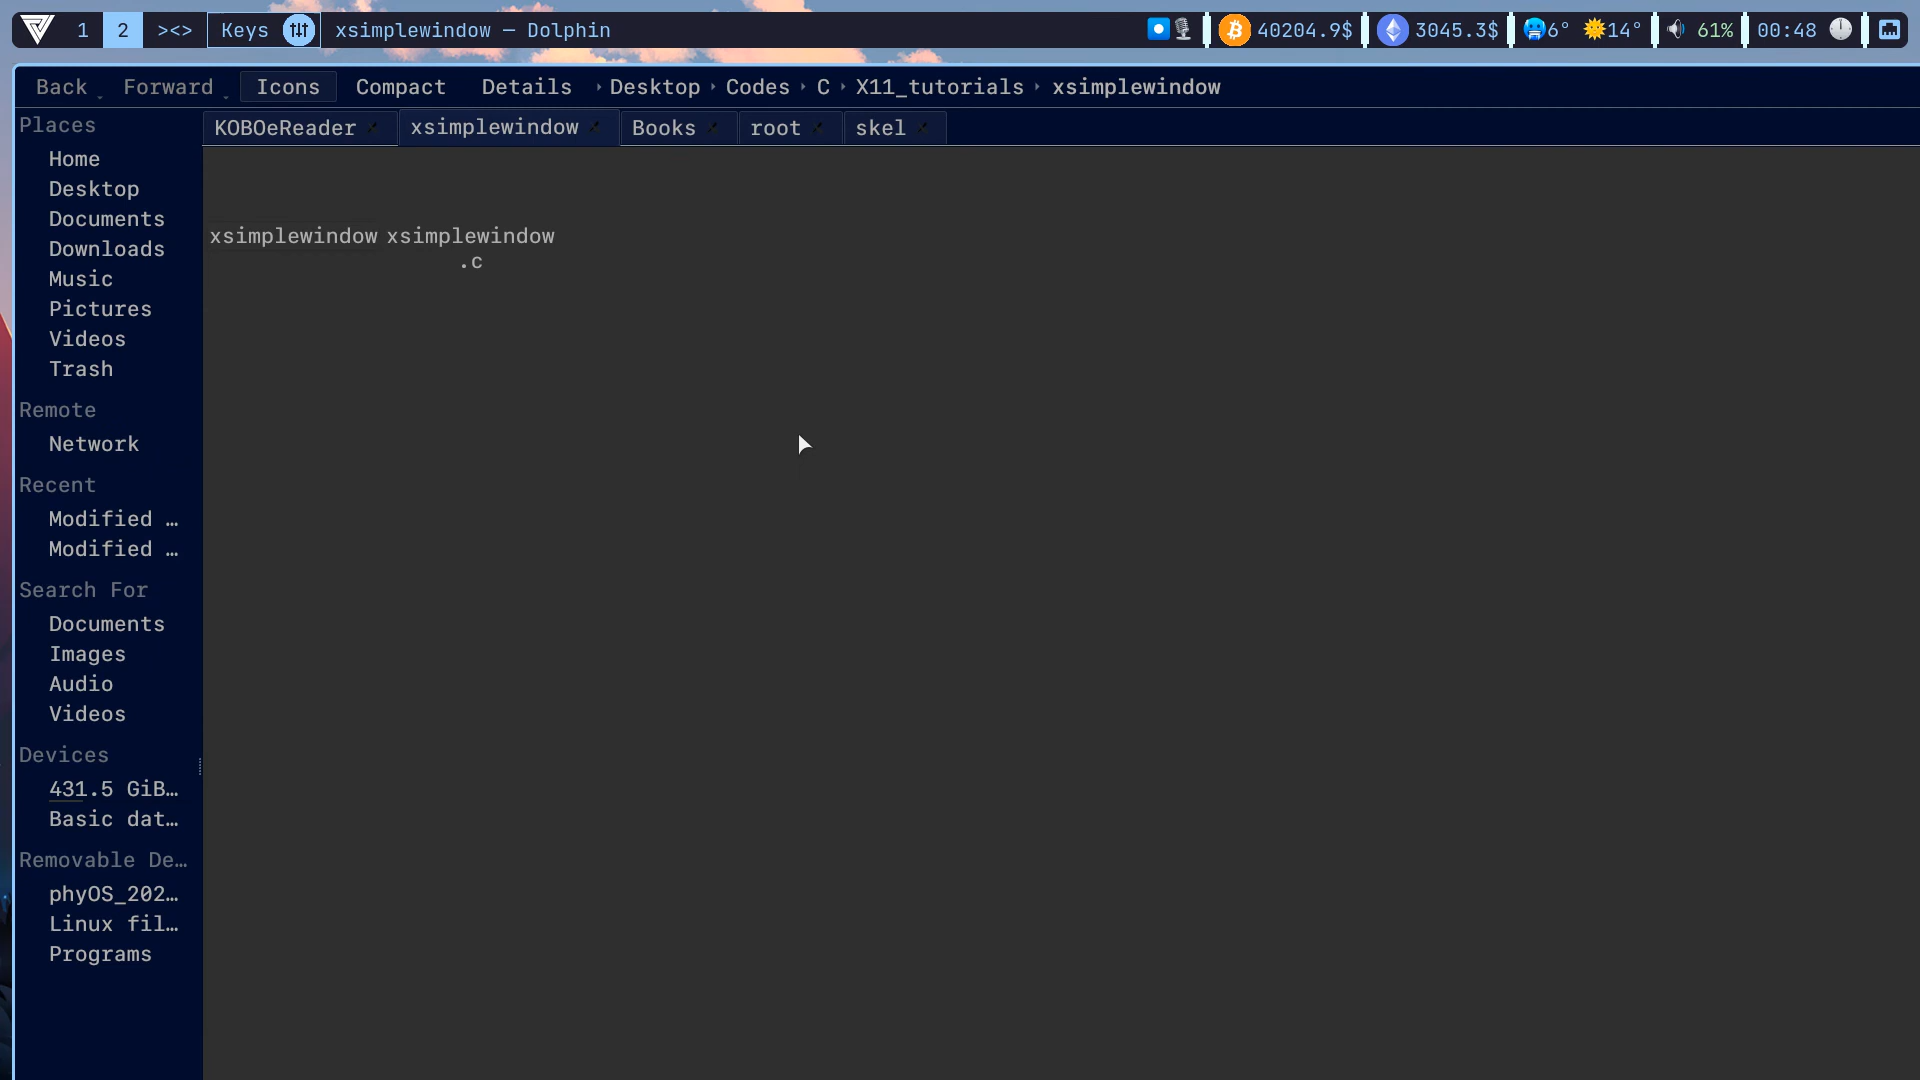 1 2 ><> Keys xsimplewindow — Dolphin 40204.9$ 3045.3$ 6° 14° 61% 00:48
Back Forward Icons Compact Details Desktop Codes C X11_tutorials xsimplewindow
Places
Home
Desktop
Documents
Downloads
Music
Pictures
Videos
Trash
Remote
Network
Recent
Modified …
Modified …
Search For
Documents
Images
Audio
Videos
Devices
431.5 GiB…
Basic dat…
Removable De…
phyOS_202…
Linux fil…
Programs
KOBOeReader xsimplewindow Books root skel
xsimplewindow
xsimplewindow
.c